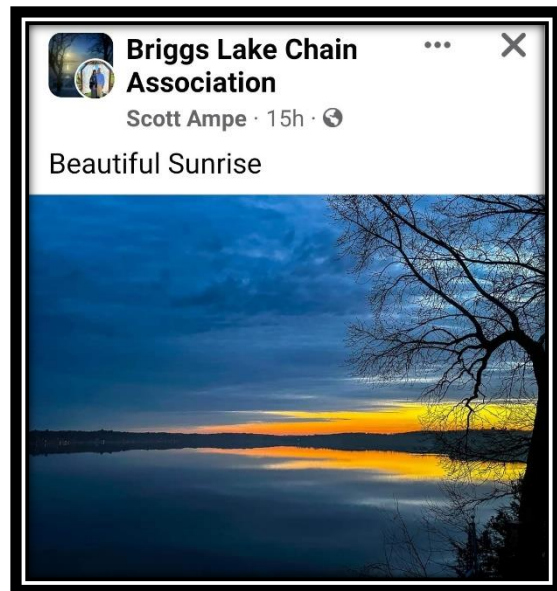 Briggs Lake Chain
Association
Scott Ampe · 15h ·
Beautiful Sunrise